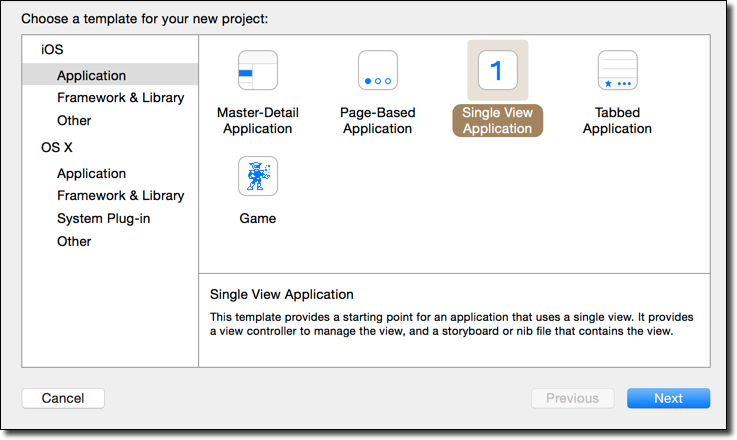 Choose a template for your new project:
iOS
Application
Framework & Library
Other
OS X
Application
Framework & Library
System Plug-in
Other
Master-Detail
Application
Page-Based
Application
1
Single View
Application
Tabbed
Application
Game
Single View Application
This template provides a starting point for an application that uses a single view. It provides
a view controller to manage the view, and a storyboard or nib file that contains the view.
Cancel
Previous
Next